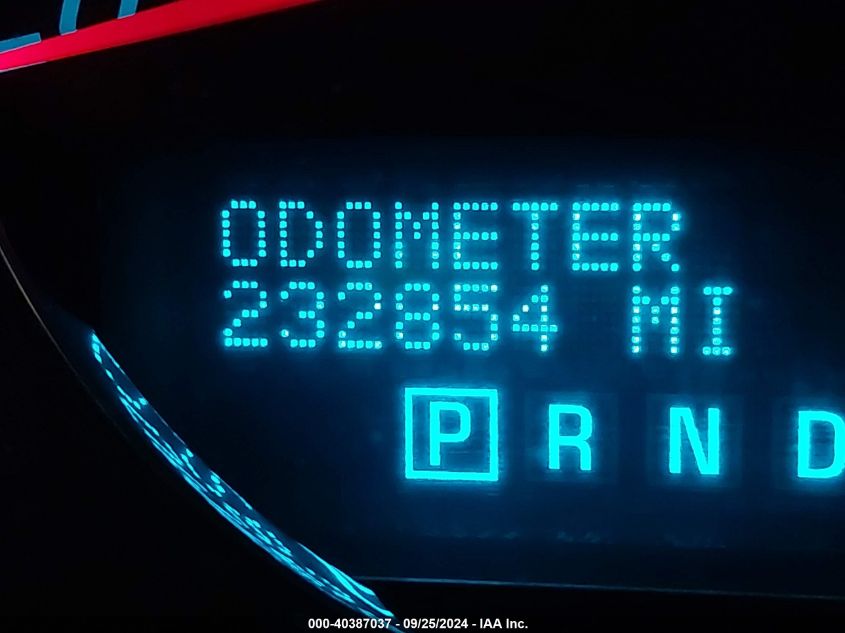 ODOMETER
232854 MI
P R N D
000-40387037 - 09/25/2024 - IAA Inc.